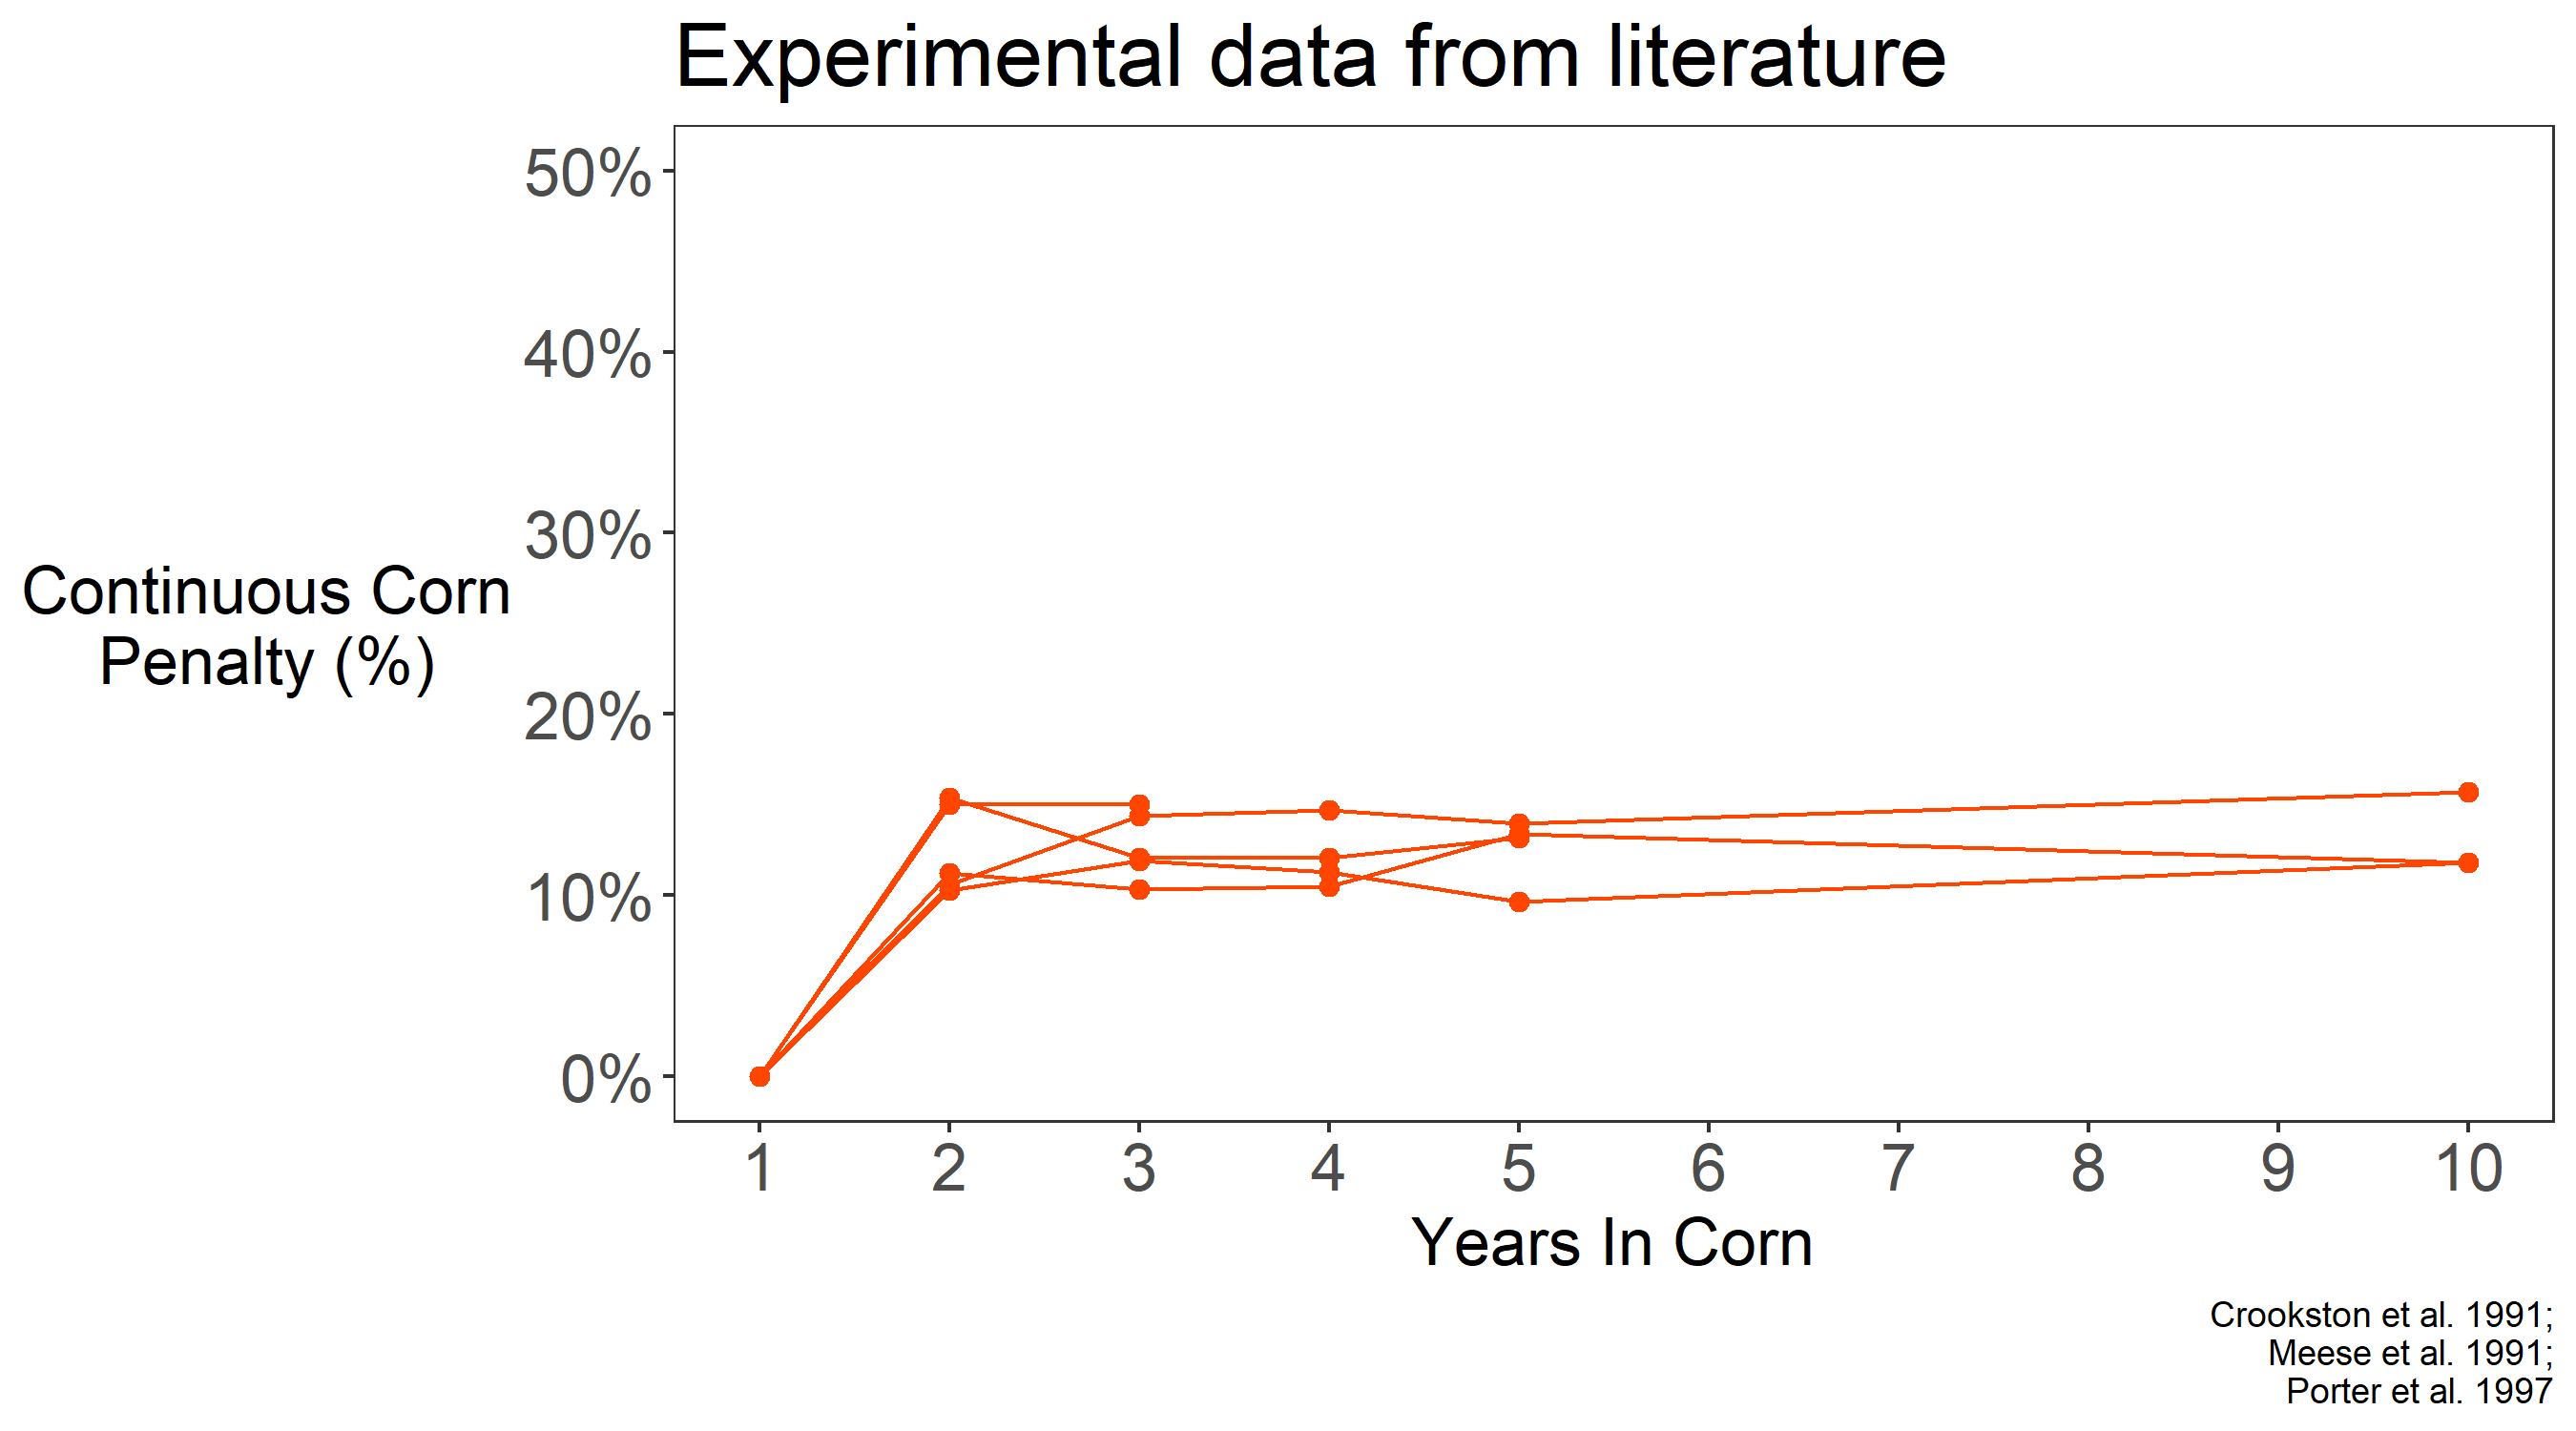 Experimental data from literature
50%
40%
30%
20%
10%
0%
Continuous Corn
Penalty (%)
1 2 3 4 5 6 7 8 9 10
Years In Corn
Crookston et al. 1991;
Meese et al. 1991;
Porter et al. 1997